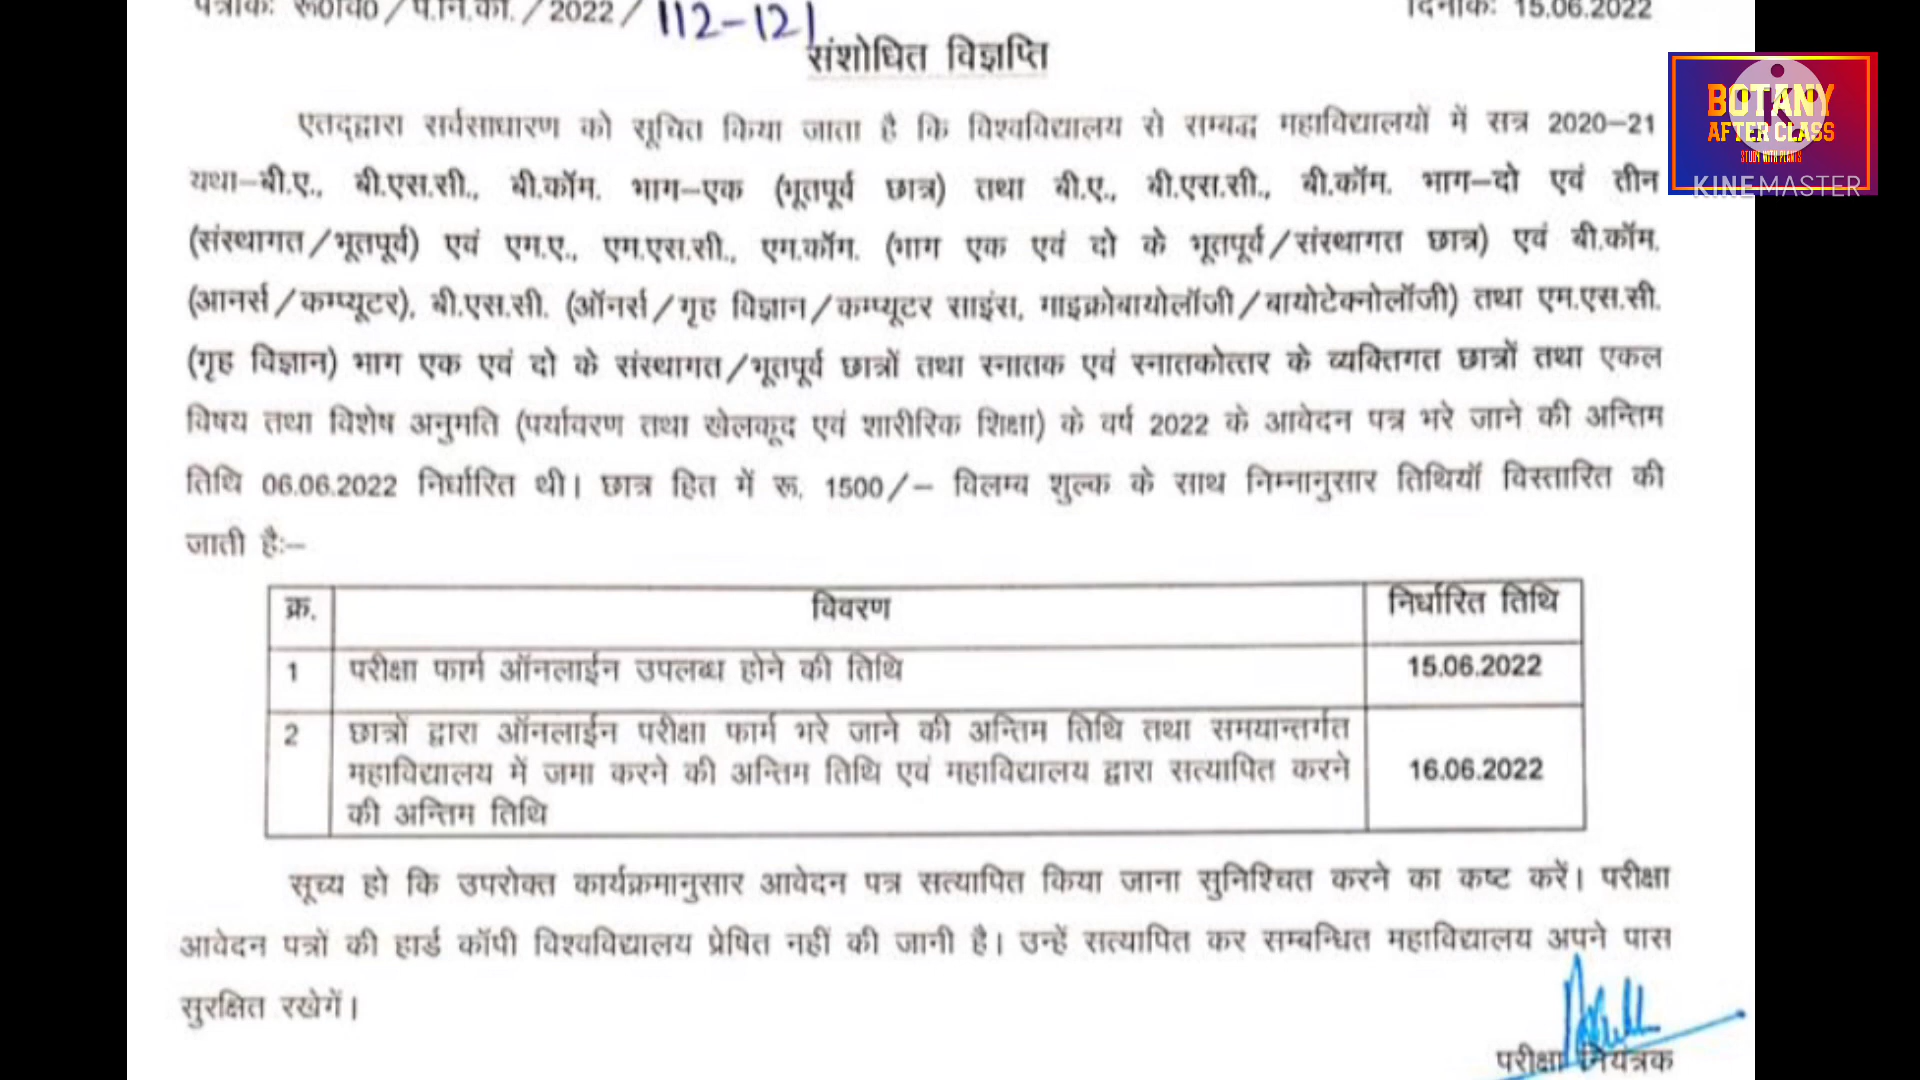 पत्रांकः रू०वि०/प.नि.का./2022/112-121
दिनांकः 15.06.2022
संशोधित विज्ञप्ति
BOTANY
AFTER CLASS
STUDY WITH PLANTS
KINEMASTER
एतद्द्वारा सर्वसाधारण को सूचित किया जाता है कि विश्वविद्यालय से सम्बद्ध महाविद्यालयों में सत्र 2020–21
यथा–बी.ए., बी.एस.सी., बी.कॉम. भाग–एक (भूतपूर्व छात्र) तथा बी.ए., बी.एस.सी., बी.कॉम. भाग–दो एवं तीन
(संस्थागत/भूतपूर्व) एवं एम.ए., एम.एस.सी., एम.कॉम. (भाग एक एवं दो के भूतपूर्व/संस्थागत छात्र) एवं बी.कॉम.
(आनर्स/कम्प्यूटर), बी.एस.सी. (ऑनर्स/गृह विज्ञान/कम्प्यूटर साइंस, माइक्रोबायोलॉजी/बायोटेक्नोलॉजी) तथा एम.एस.सी.
(गृह विज्ञान) भाग एक एवं दो के संस्थागत/भूतपूर्व छात्रों तथा स्नातक एवं स्नातकोत्तर के व्यक्तिगत छात्रों तथा एकल
विषय तथा विशेष अनुमति (पर्यावरण तथा खेलकूद एवं शारीरिक शिक्षा) के वर्ष 2022 के आवेदन पत्र भरे जाने की अन्तिम
तिथि 06.06.2022 निर्धारित थी। छात्र हित में रू. 1500/– विलम्ब शुल्क के साथ निम्नानुसार तिथियॉ विस्तारित की
जाती है:–
क्र. विवरण निर्धारित तिथि
1 परीक्षा फार्म ऑनलाईन उपलब्ध होने की तिथि 15.06.2022
2 छात्रों द्वारा ऑनलाईन परीक्षा फार्म भरे जाने की अन्तिम तिथि तथा समयान्तर्गत
महाविद्यालय में जमा करने की अन्तिम तिथि एवं महाविद्यालय द्वारा सत्यापित करने 16.06.2022
की अन्तिम तिथि
सूच्य हो कि उपरोक्त कार्यक्रमानुसार आवेदन पत्र सत्यापित किया जाना सुनिश्चित करने का कष्ट करें। परीक्षा
आवेदन पत्रों की हार्ड कॉपी विश्वविद्यालय प्रेषित नहीं की जानी है। उन्हें सत्यापित कर सम्बन्धित महाविद्यालय अपने पास
सुरक्षित रखेगें।
परीक्षा नियंत्रक